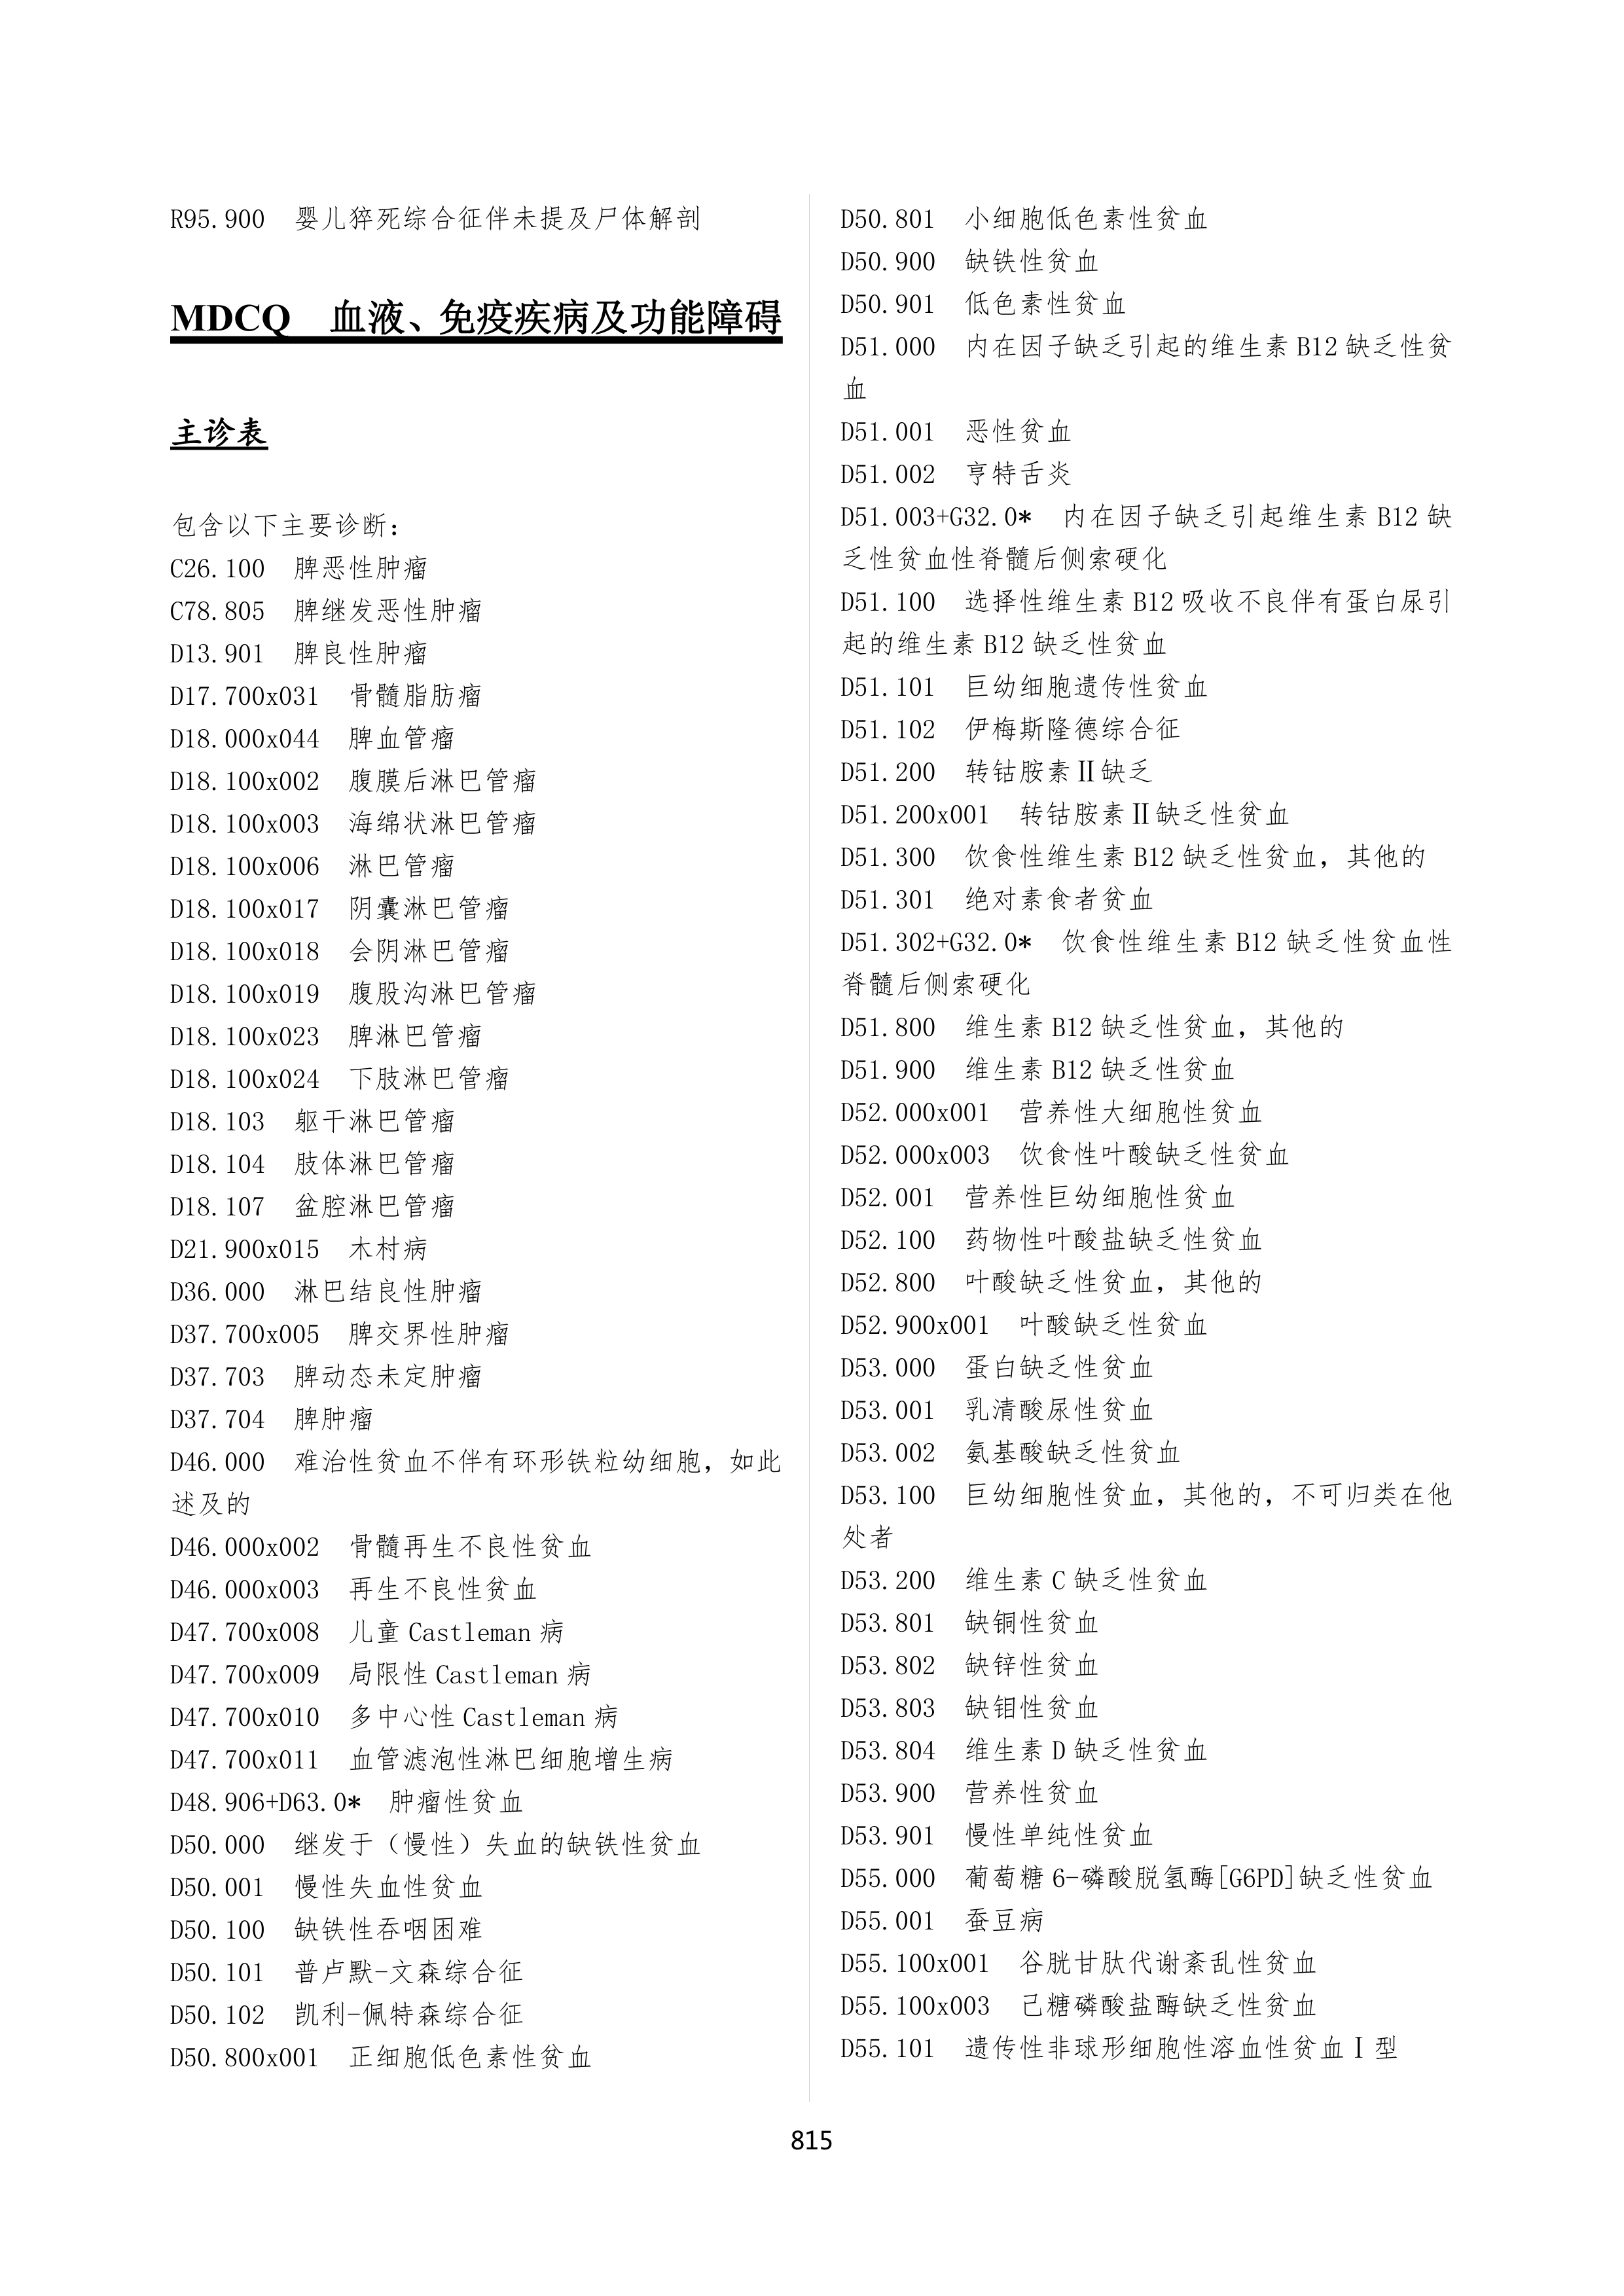 R95.900 婴儿猝死综合征伴未提及尸体解剖
MDCQ 血液、免疫疾病及功能障碍
主诊表
包含以下主要诊断：
C26.100 脾恶性肿瘤
C78.805 脾继发恶性肿瘤
D13.901 脾良性肿瘤
D17.700x031 骨髓脂肪瘤
D18.000x044 脾血管瘤
D18.100x002 腹膜后淋巴管瘤
D18.100x003 海绵状淋巴管瘤
D18.100x006 淋巴管瘤
D18.100x017 阴囊淋巴管瘤
D18.100x018 会阴淋巴管瘤
D18.100x019 腹股沟淋巴管瘤
D18.100x023 脾淋巴管瘤
D18.100x024 下肢淋巴管瘤
D18.103 躯干淋巴管瘤
D18.104 肢体淋巴管瘤
D18.107 盆腔淋巴管瘤
D21.900x015 木村病
D36.000 淋巴结良性肿瘤
D37.700x005 脾交界性肿瘤
D37.703 脾动态未定肿瘤
D37.704 脾肿瘤
D46.000 难治性贫血不伴有环形铁粒幼细胞，如此
述及的
D46.000x002 骨髓再生不良性贫血
D46.000x003 再生不良性贫血
D47.700x008 儿童 Castleman 病
D47.700x009 局限性 Castleman 病
D47.700x010 多中心性 Castleman 病
D47.700x011 血管滤泡性淋巴细胞增生病
D48.906+D63.0* 肿瘤性贫血
D50.000 继发于（慢性）失血的缺铁性贫血
D50.001 慢性失血性贫血
D50.100 缺铁性吞咽困难
D50.101 普卢默-文森综合征
D50.102 凯利-佩特森综合征
D50.800x001 正细胞低色素性贫血
D50.801 小细胞低色素性贫血
D50.900 缺铁性贫血
D50.901 低色素性贫血
D51.000 内在因子缺乏引起的维生素 B12 缺乏性贫
血
D51.001 恶性贫血
D51.002 亨特舌炎
D51.003+G32.0* 内在因子缺乏引起维生素 B12 缺
乏性贫血性脊髓后侧索硬化
D51.100 选择性维生素 B12 吸收不良伴有蛋白尿引
起的维生素 B12 缺乏性贫血
D51.101 巨幼细胞遗传性贫血
D51.102 伊梅斯隆德综合征
D51.200 转钴胺素Ⅱ缺乏
D51.200x001 转钴胺素Ⅱ缺乏性贫血
D51.300 饮食性维生素 B12 缺乏性贫血，其他的
D51.301 绝对素食者贫血
D51.302+G32.0* 饮食性维生素 B12 缺乏性贫血性
脊髓后侧索硬化
D51.800 维生素 B12 缺乏性贫血，其他的
D51.900 维生素 B12 缺乏性贫血
D52.000x001 营养性大细胞性贫血
D52.000x003 饮食性叶酸缺乏性贫血
D52.001 营养性巨幼细胞性贫血
D52.100 药物性叶酸盐缺乏性贫血
D52.800 叶酸缺乏性贫血，其他的
D52.900x001 叶酸缺乏性贫血
D53.000 蛋白缺乏性贫血
D53.001 乳清酸尿性贫血
D53.002 氨基酸缺乏性贫血
D53.100 巨幼细胞性贫血，其他的，不可归类在他
处者
D53.200 维生素 C 缺乏性贫血
D53.801 缺铜性贫血
D53.802 缺锌性贫血
D53.803 缺钼性贫血
D53.804 维生素 D 缺乏性贫血
D53.900 营养性贫血
D53.901 慢性单纯性贫血
D55.000 葡萄糖 6-磷酸脱氢酶[G6PD]缺乏性贫血
D55.001 蚕豆病
D55.100x001 谷胱甘肽代谢紊乱性贫血
D55.100x003 己糖磷酸盐酶缺乏性贫血
D55.101 遗传性非球形细胞性溶血性贫血Ⅰ型
815